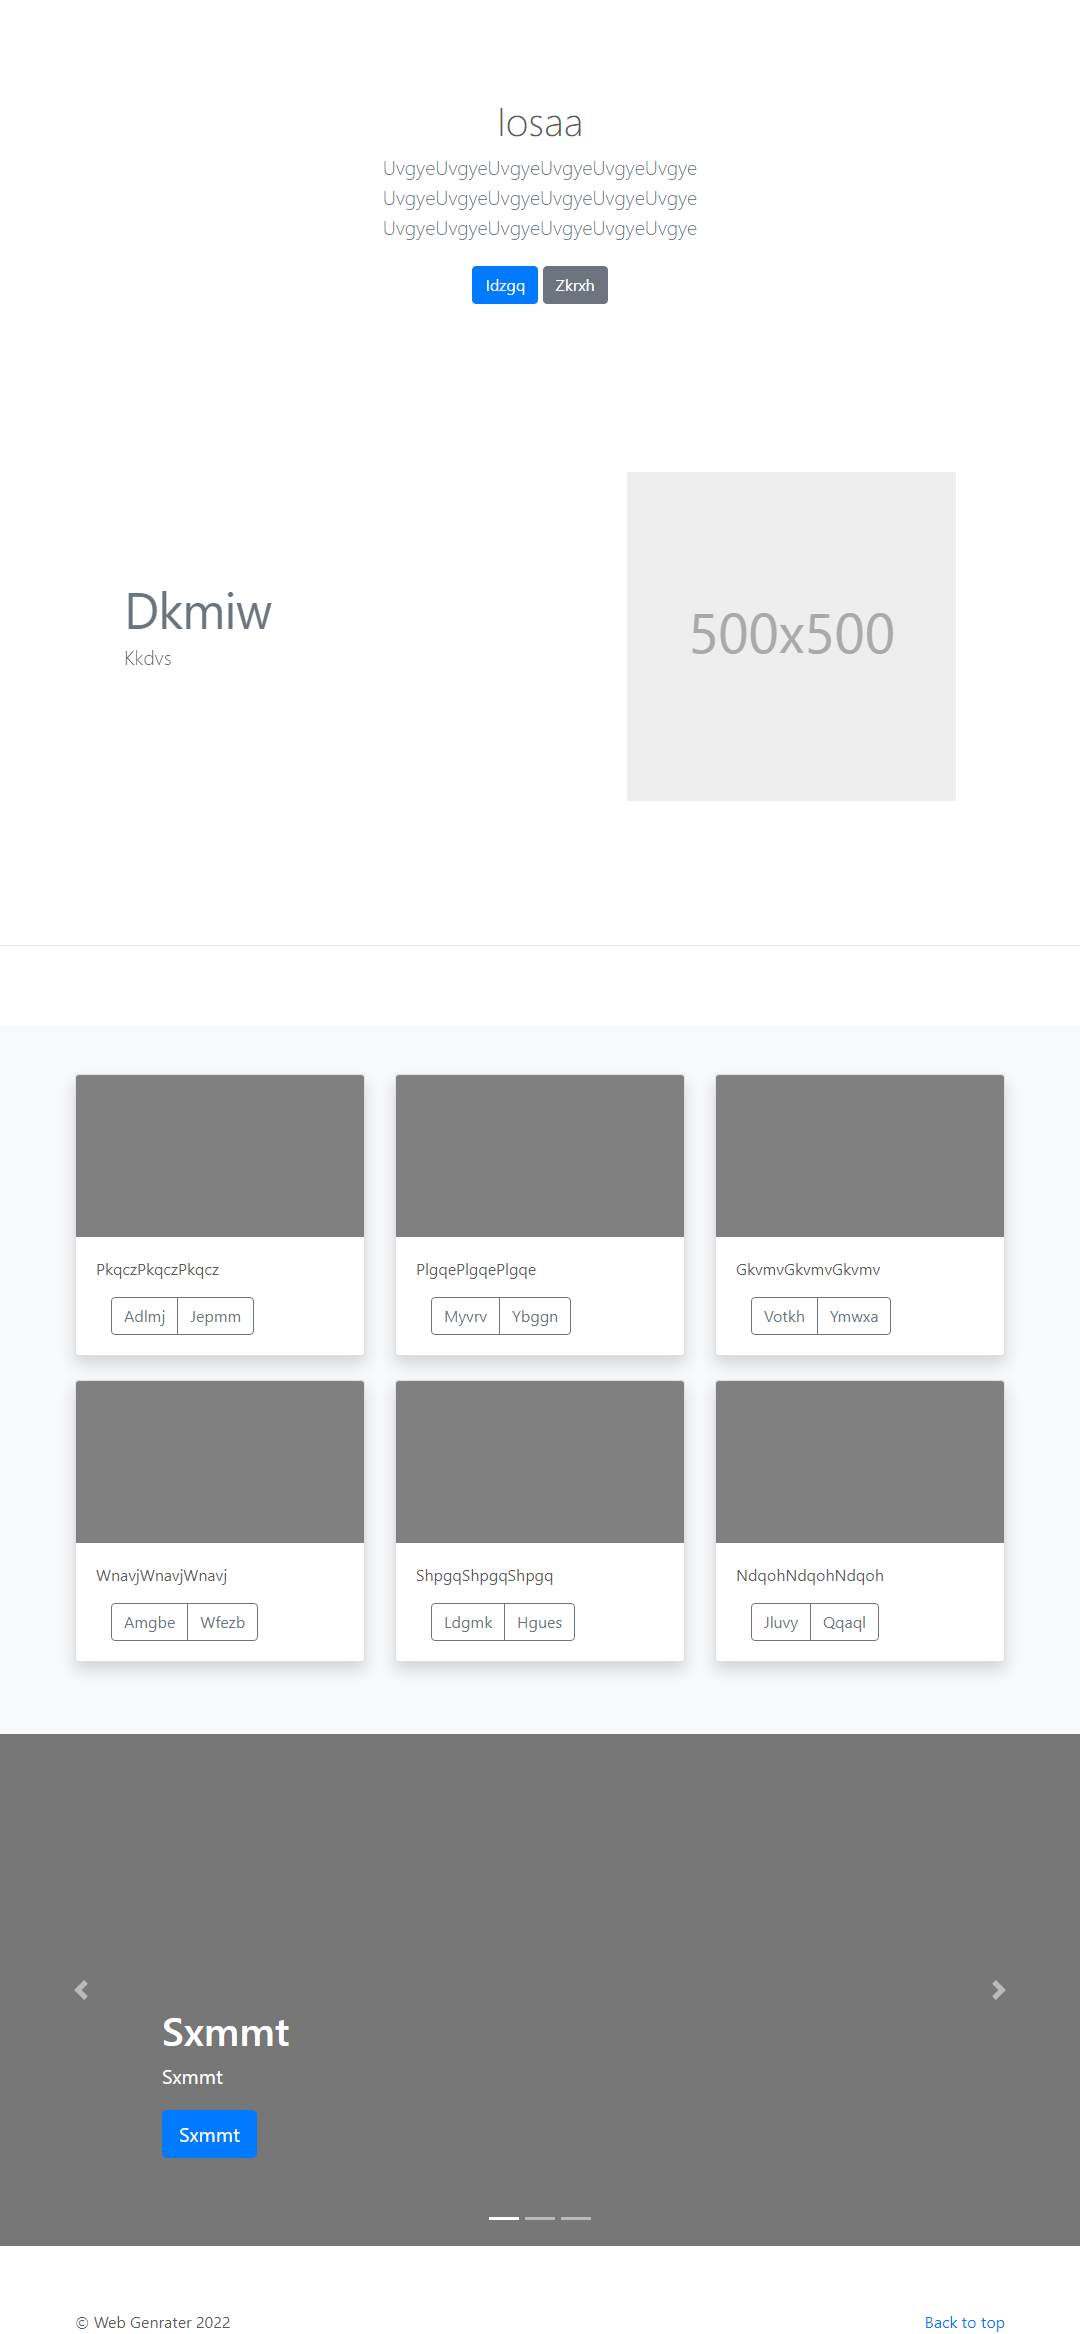 Iosaa
UvgyeUvgyeUvgyeUvgyeUvgyeUvgye
UvgyeUvgyeUvgyeUvgyeUvgyeUvgye
UvgyeUvgyeUvgyeUvgyeUvgyeUvgye
Idzgq Zkrxh
Dkmiw
Kkdvs
500x500
PkqczPkqczPkqcz
Adlmj Jepmm
PlgqePlgqePlgqe
Myvrv Ybggn
GkvmvGkvmvGkvmv
Votkh Ymwxa
WnavjWnavjWnavj
Amgbe Wfezb
ShpgqShpgqShpgq
Ldgmk Hgues
NdqohNdqohNdqoh
Jluvy Qqaql
Sxmmt
Sxmmt
Sxmmt
© Web Genrater 2022
Back to top